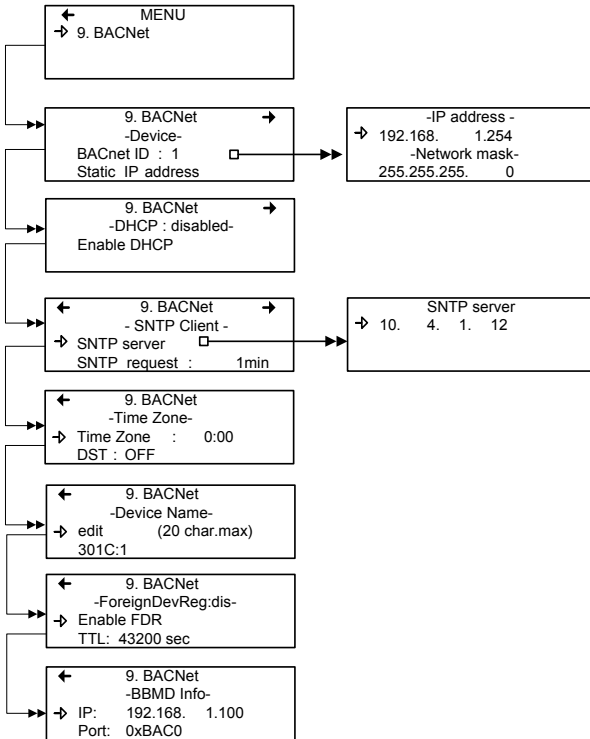 MENU
9. BACNet
9. BACNet
-Device-
BACnet ID : 1
Static IP address
-IP address -
192.168. 1.254
-Network mask-
255.255.255. 0
9. BACNet
-DHCP : disabled-
Enable DHCP
9. BACNet
- SNTP Client -
SNTP server
SNTP request : 1min
SNTP server
10. 4. 1. 12
9. BACNet
-Time Zone-
Time Zone : 0:00
DST : OFF
9. BACNet
-Device Name-
edit (20 char.max)
301C:1
9. BACNet
-ForeignDevReg:dis-
Enable FDR
TTL: 43200 sec
9. BACNet
-BBMD Info-
IP: 192.168. 1.100
Port: 0xBAC0